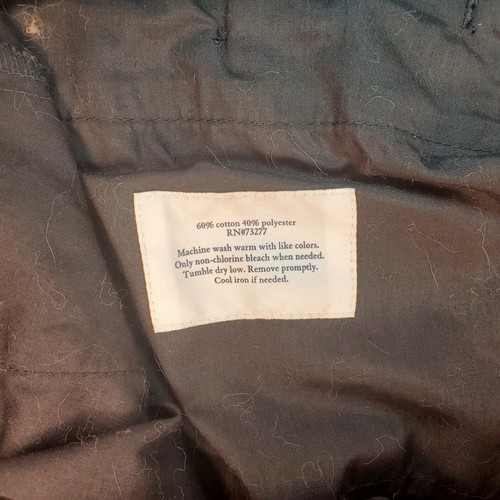 60% cotton 40% polyester
RN#73277
Machine wash warm with like colors.
Only non-chlorine bleach when needed.
Tumble dry low. Remove promptly.
Cool iron if needed.